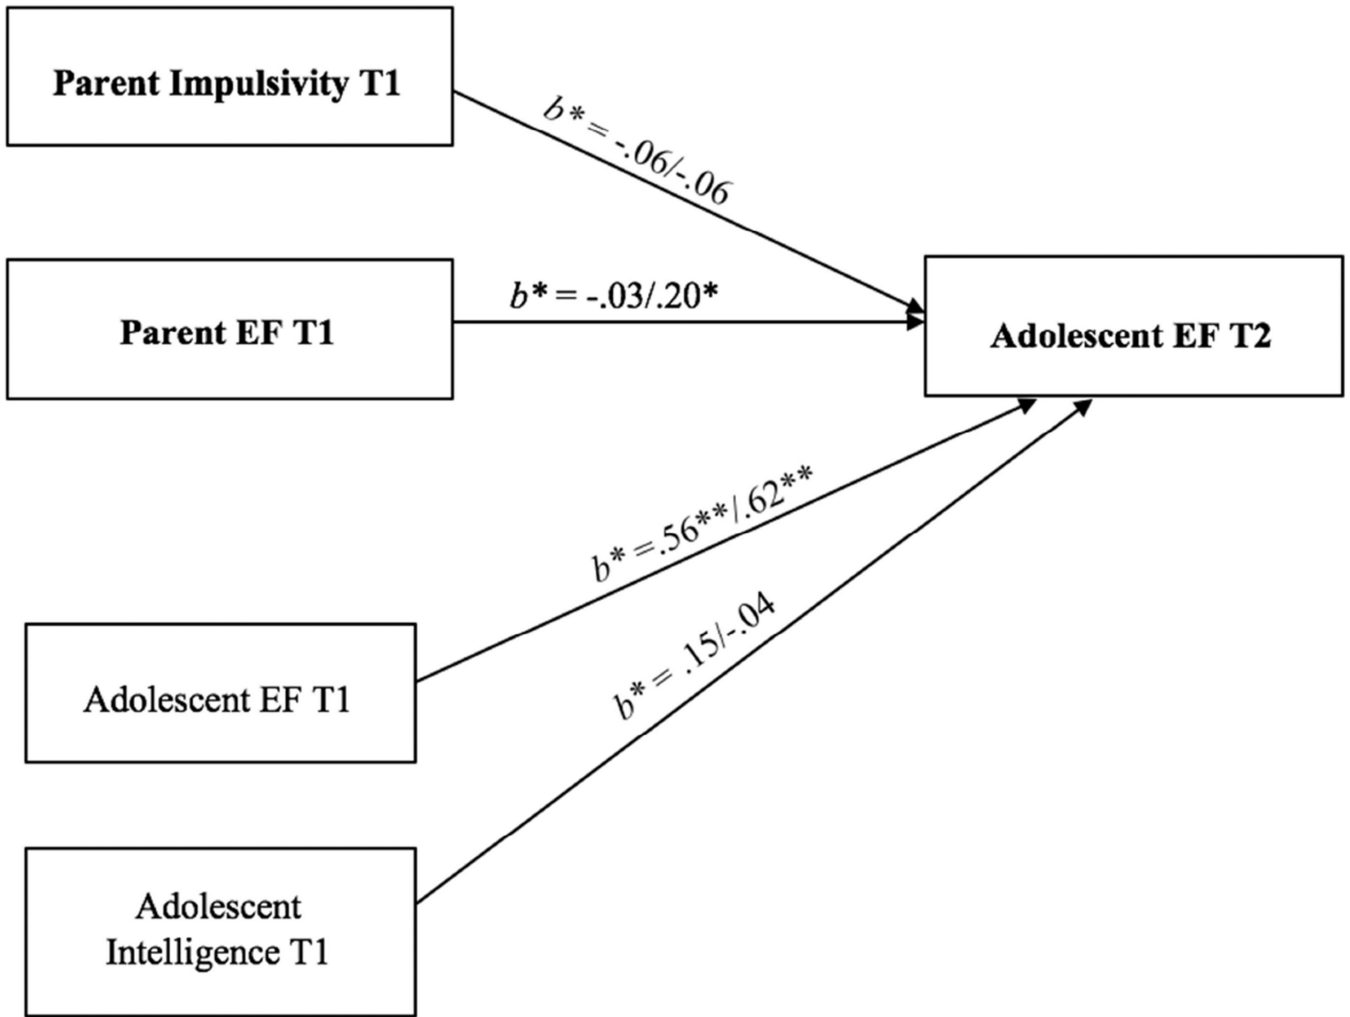 Parent Impulsivity T1
b* = -.06/-.06
Parent EF T1
b* = -.03/.20*
Adolescent EF T2
b* =.56**/.62**
Adolescent EF T1
b* = .15/-.04
Adolescent
Intelligence T1